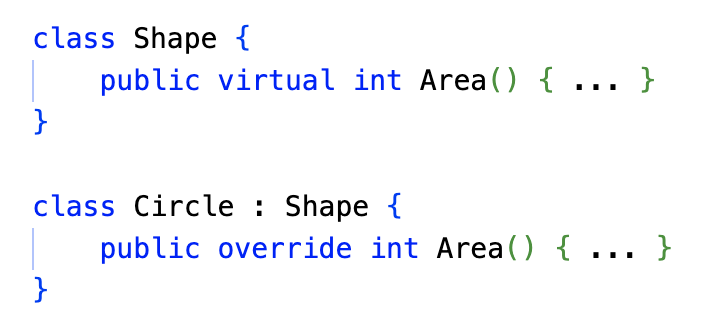 class Shape {
    public virtual int Area() { ... }
}
class Circle : Shape {
    public override int Area() { ... }
}